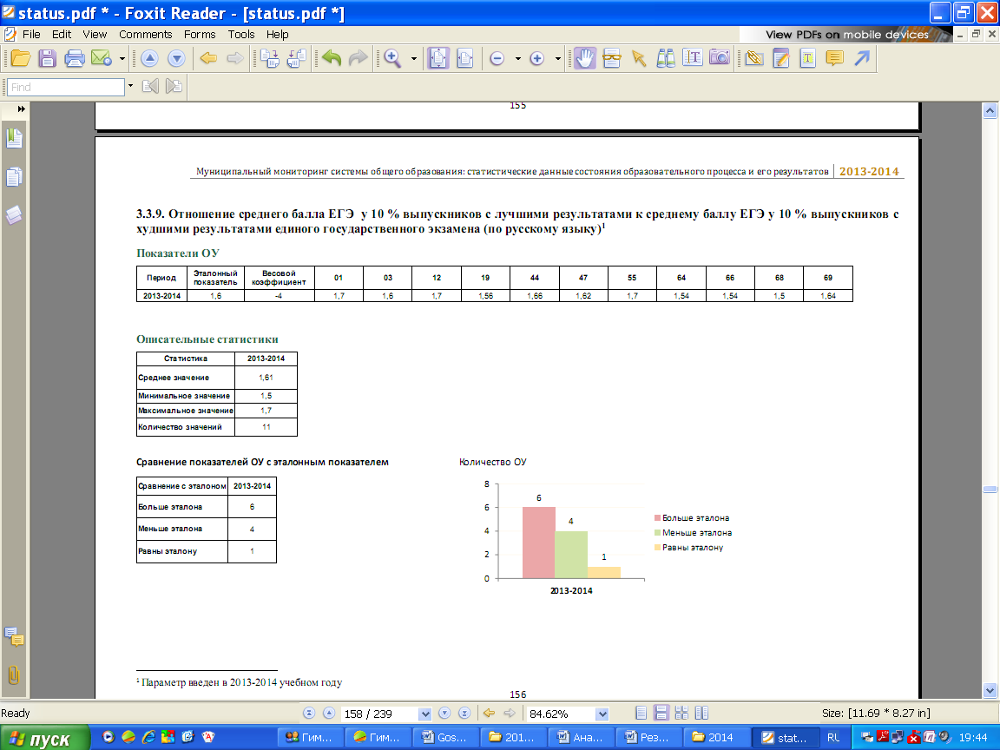 status.pdf * - Foxit Reader - [status.pdf *]
File Edit View Comments Forms Tools Help
View PDFs on mobile devices
Find
155
Муниципальный мониторинг системы общего образования: статистические данные состояния образовательного процесса и его результатов 2013-2014
3.3.9. Отношение среднего балла ЕГЭ у 10 % выпускников с лучшими результатами к среднему баллу ЕГЭ у 10 % выпускников с
худшими результатами единого государственного экзамена (по русскому языку)1
Показатели ОУ
Период Эталонный показатель Весовой коэффициент 01 03 12 19 44 47 55 64 66 68 69
2013-2014 1,6 -4 1,7 1,6 1,7 1,56 1,66 1,62 1,7 1,54 1,54 1,5 1,64
Описательные статистики
Статистика 2013-2014
Среднее значение 1,61
Минимальное значение 1,5
Максимальное значение 1,7
Количество значений 11
Сравнение показателей ОУ с эталонным показателем
Сравнение с эталоном 2013-2014
Больше эталона 6
Меньше эталона 4
Равны эталону 1
Количество ОУ
8
6
4
2
0
6
4
1
2013-2014
Больше эталона
Меньше эталона
Равны эталону
1 Параметр введен в 2013-2014 учебном году
156
Ready 158 / 239 84.62% Size: [11.69 * 8.27 in]
пуск Гим... Гим... Gos... 201... Ана... Рез... 2014 stat... RL 19:44